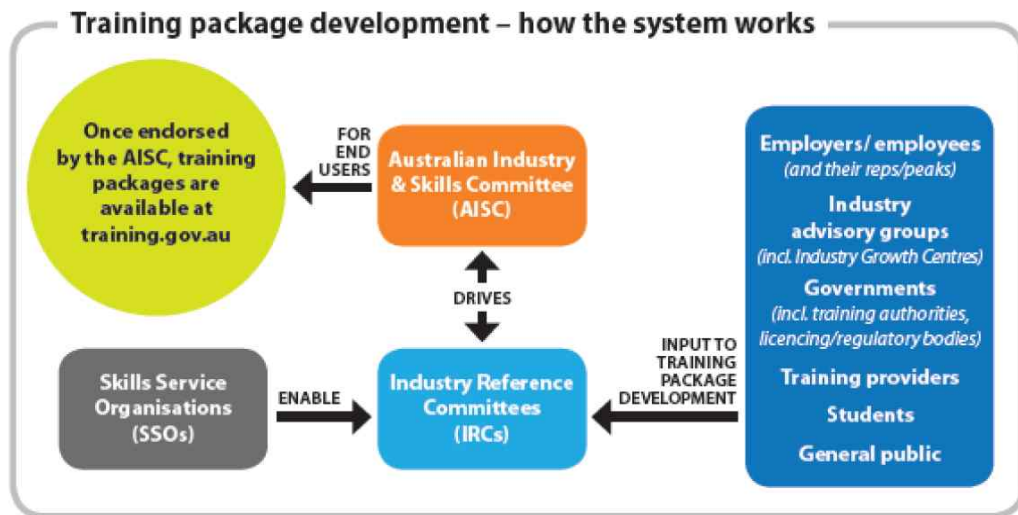 Training package development – how the system works
Once endorsed
by the AISC, training
packages are
available at
training.gov.au
FOR
END
USERS
Australian Industry
& Skills Committee
(AISC)
DRIVES
Skills Service
Organisations
(SSOs)
ENABLE
Industry Reference
Committees
(IRCs)
INPUT TO
TRAINING
PACKAGE
DEVELOPMENT
Employers/ employees
(and their reps/peaks)
Industry
advisory groups
(incl. Industry Growth Centres)
Governments
(incl. training authorities,
licencing/regulatory bodies)
Training providers
Students
General public